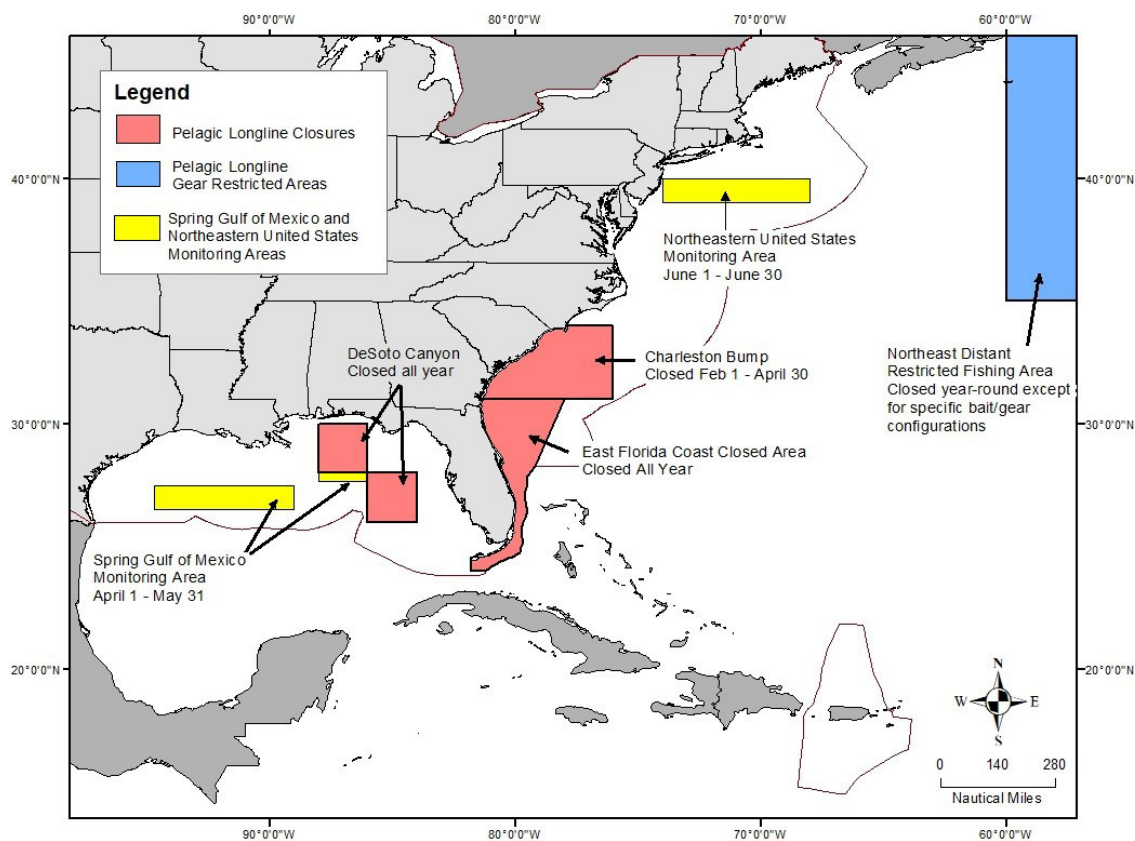 90°0'0"W 80°0'0"W 70°0'0"W 60°0'0"W
Legend
Pelagic Longline Closures
Pelagic Longline
Gear Restricted Areas
Spring Gulf of Mexico and
Northeastern United States
Monitoring Areas
40°0'0"N
40°0'0"N
Northeastern United States
Monitoring Area
June 1 - June 30
DeSoto Canyon
Closed all year
Charleston Bump
Closed Feb 1 - April 30
Northeast Distant
Restricted Fishing Area
Closed year-round except
for specific bait/gear
configurations
30°0'0"N
30°0'0"N
East Florida Coast Closed Area
Closed All Year
Spring Gulf of Mexico
Monitoring Area
April 1 - May 31
20°0'0"N
20°0'0"N
N
W E
S
0 140 280
Nautical Miles
90°0'0"W 80°0'0"W 70°0'0"W 60°0'0"W